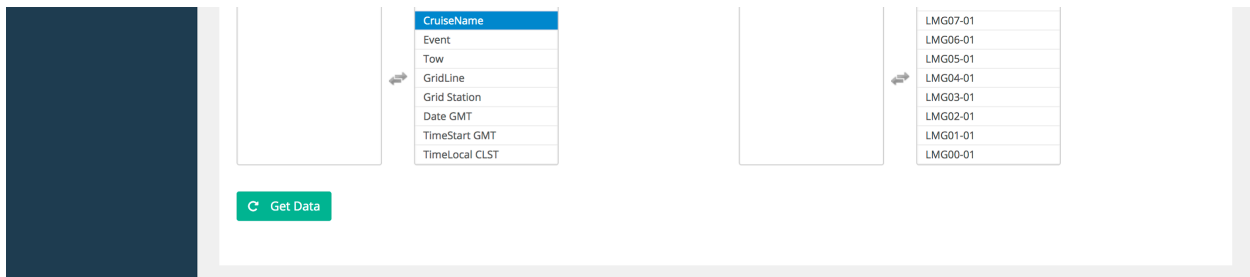 CruiseName
Event
Tow
GridLine
Grid Station
Date GMT
TimeStart GMT
TimeLocal CLST
LMG07-01
LMG06-01
LMG05-01
LMG04-01
LMG03-01
LMG02-01
LMG01-01
LMG00-01
Get Data